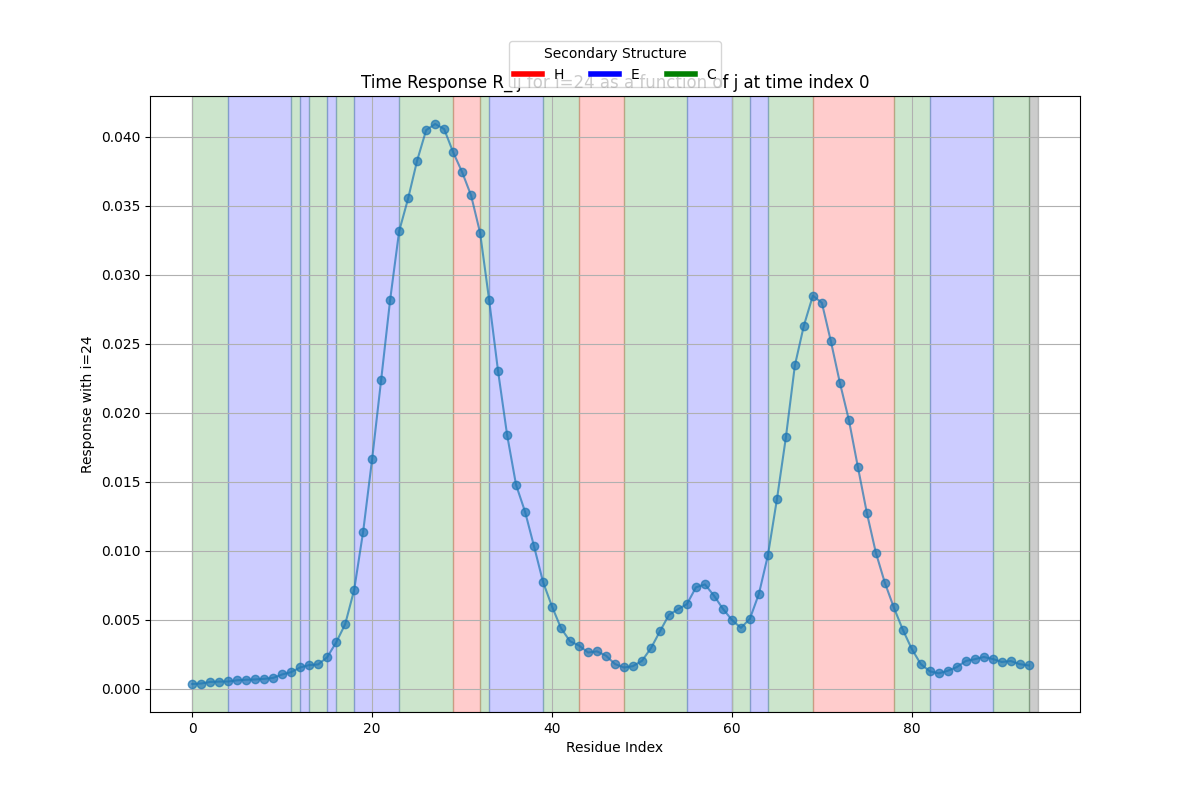 Secondary Structure
H E C
Time Response R_ij for i=24 as a function of j at time index 0
Response with i=24
0.040
0.035
0.030
0.025
0.020
0.015
0.010
0.005
0.000
0 20 40 60 80
Residue Index